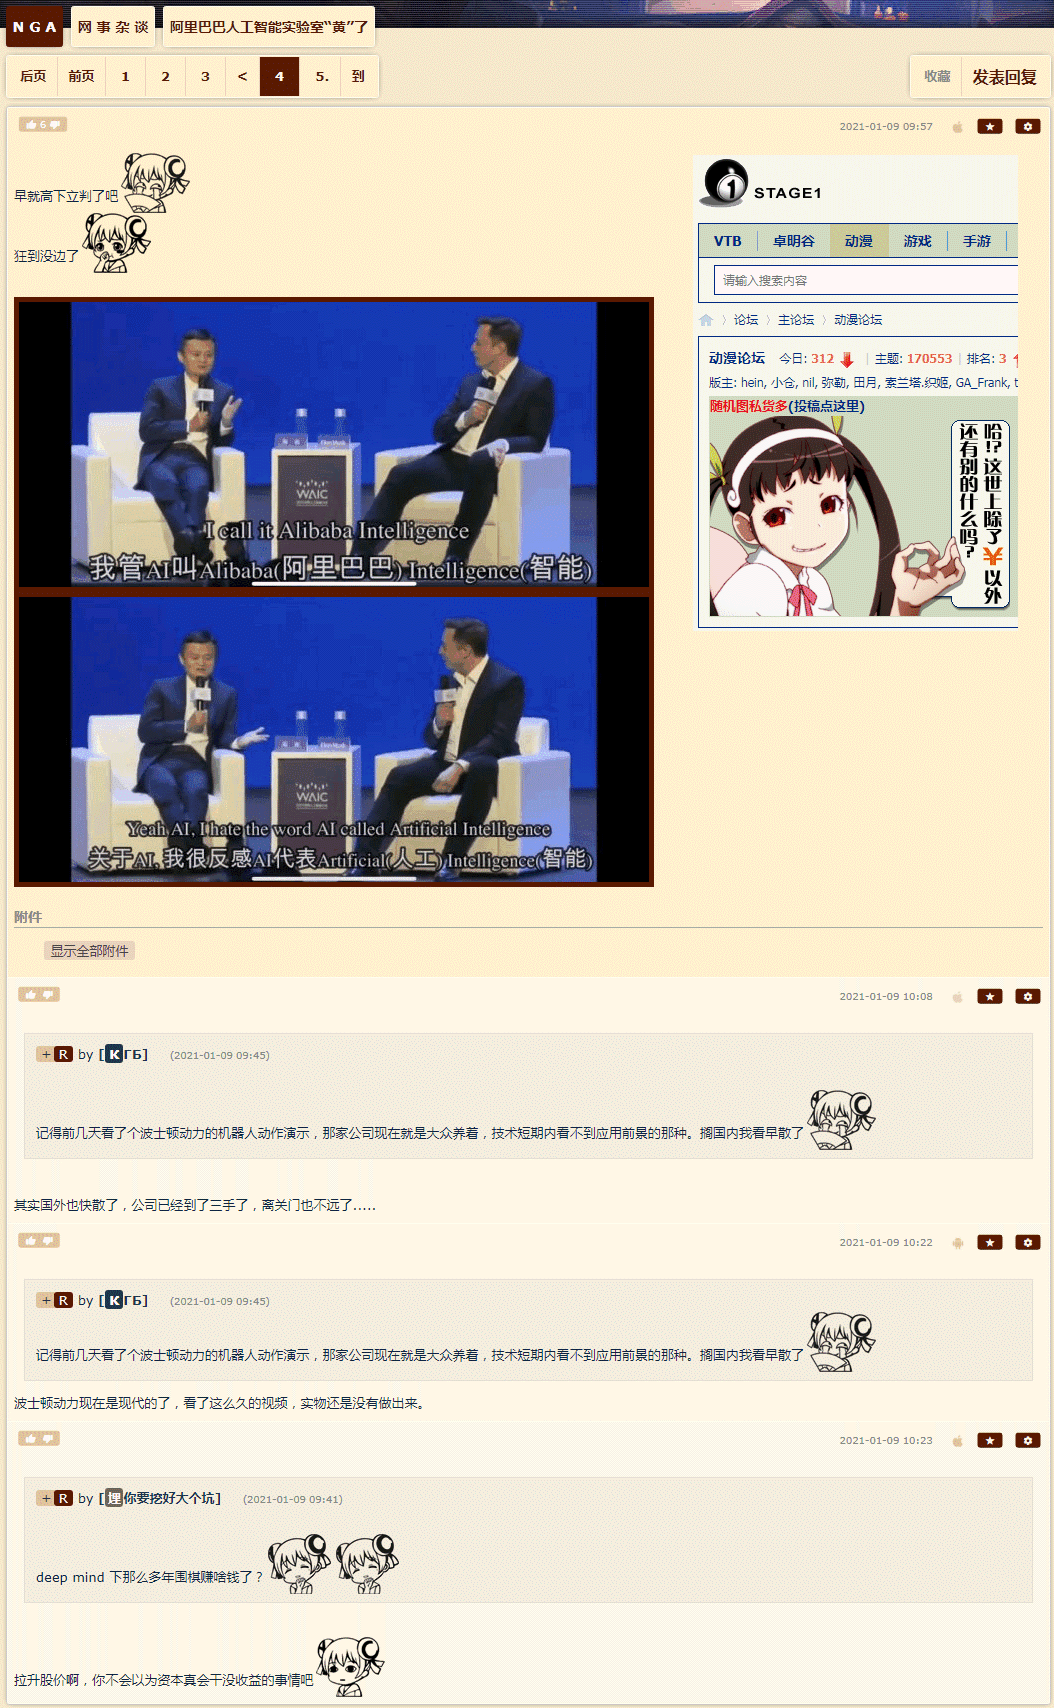 N G A
网 事 杂 谈
阿里巴巴人工智能实验室“黄”了
后页 前页 1 2 3 < 4 5. 到
收藏 发表回复
6
2021-01-09 09:57
早就高下立判了吧
狂到没边了
STAGE1
VTB 卓明谷 动漫 游戏 手游
请输入搜索内容
论坛 主论坛 动漫论坛
动漫论坛 今日: 312 主题: 170553 排名: 3
版主: hein, 小仓, nil, 弥勒, 田月, 索兰塔.织姬, GA_Frank, t
随机图私货多(投稿点这里)
哈!?这世上除了¥以外
还有别的什么吗?
WAIC
I call it Alibaba Intelligence
我管AI叫Alibaba(阿里巴巴) Intelligence(智能)
WAIC
Yeah AI, I hate the word AI called Artificial Intelligence
关于AI, 我很反感AI代表Artificial(人工) Intelligence(智能)
附件
显示全部附件
2021-01-09 10:08
+ R by [КГБ] (2021-01-09 09:45)
记得前几天看了个波士顿动力的机器人动作演示，那家公司现在就是大众养着，技术短期内看不到应用前景的那种。搁国内我看早散了
其实国外也快散了，公司已经到了三手了，离关门也不远了.....
2021-01-09 10:22
+ R by [КГБ] (2021-01-09 09:45)
记得前几天看了个波士顿动力的机器人动作演示，那家公司现在就是大众养着，技术短期内看不到应用前景的那种。搁国内我看早散了
波士顿动力现在是现代的了，看了这么久的视频，实物还是没有做出来。
2021-01-09 10:23
+ R by [埋你要挖好大个坑] (2021-01-09 09:41)
deep mind 下那么多年围棋赚啥钱了？
拉升股价啊，你不会以为资本真会干没收益的事情吧